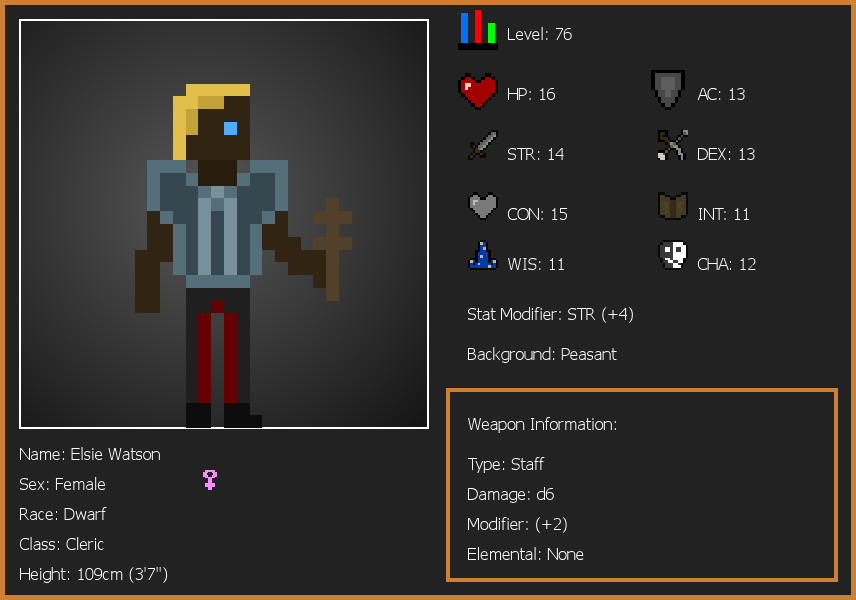 Level: 76
HP: 16
AC: 13
STR: 14
DEX: 13
CON: 15
INT: 11
WIS: 11
CHA: 12
Stat Modifier: STR (+4)
Background: Peasant
Weapon Information:
Type: Staff
Damage: d6
Modifier: (+2)
Elemental: None
Name: Elsie Watson
Sex: Female
Race: Dwarf
Class: Cleric
Height: 109cm (3'7")